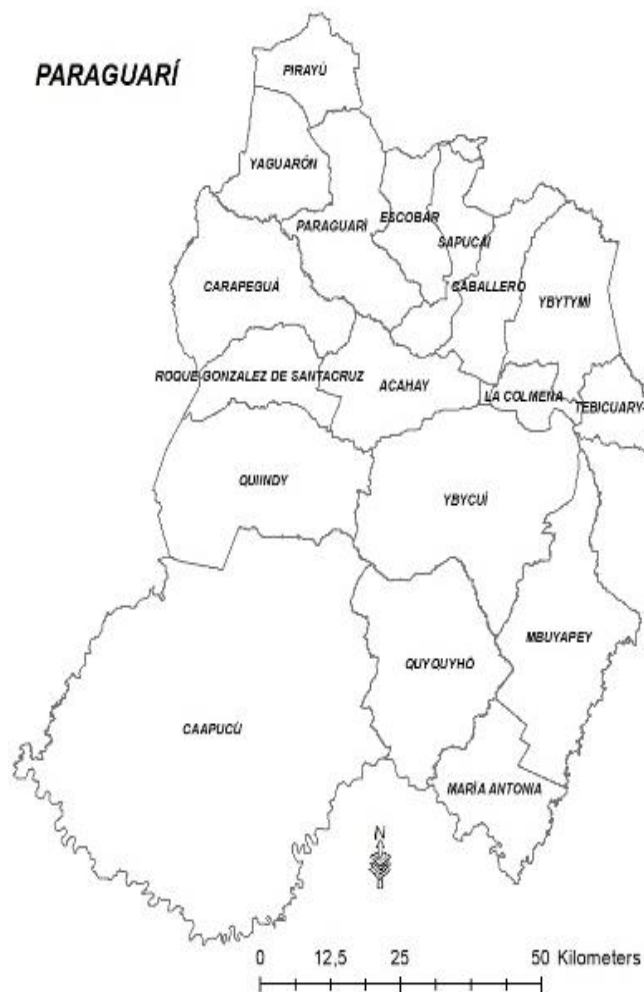 PARAGUARÍ
PIRAYÚ
YAGUARÓN
PARAGUARÍ
ESCOBAR
SAPUCÁI
CARAPEGUÁ
CABALLERO
YBYTYMÍ
ROQUE GONZALEZ DE SANTACRUZ
ACAHAY
LA COLMENA
TEBICUARY-
QUIINDY
YBYCUÍ
MBUYAPEY
QUYQUYHÓ
CAAPUCÚ
MARÍA ANTONIA
N
0 12,5 25 50 Kilometers